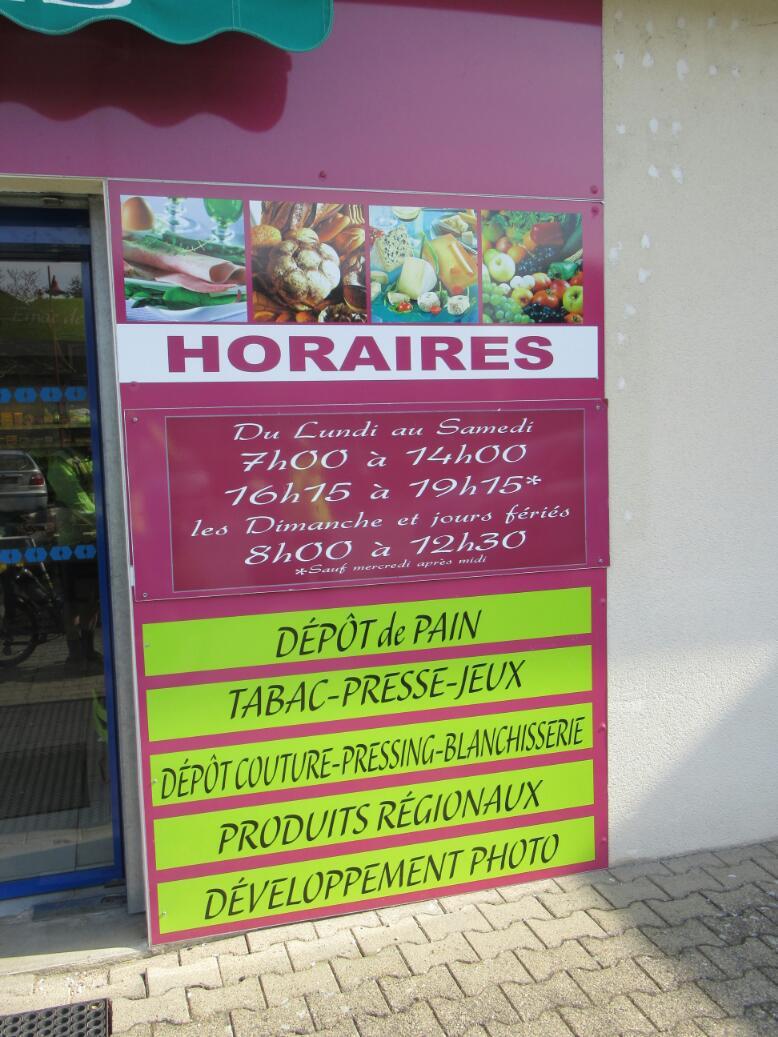 HORAIRES
Du Lundi au Samedi
7h00 à 14h00
16h15 à 19h15*
les Dimanche et jours fériés
8h00 à 12h30
*Sauf mercredi après midi
DÉPÔT de PAIN
TABAC-PRESSE-JEUX
DÉPÔT COUTURE-PRESSING-BLANCHISSERIE
PRODUITS RÉGIONAUX
DÉVELOPPEMENT PHOTO